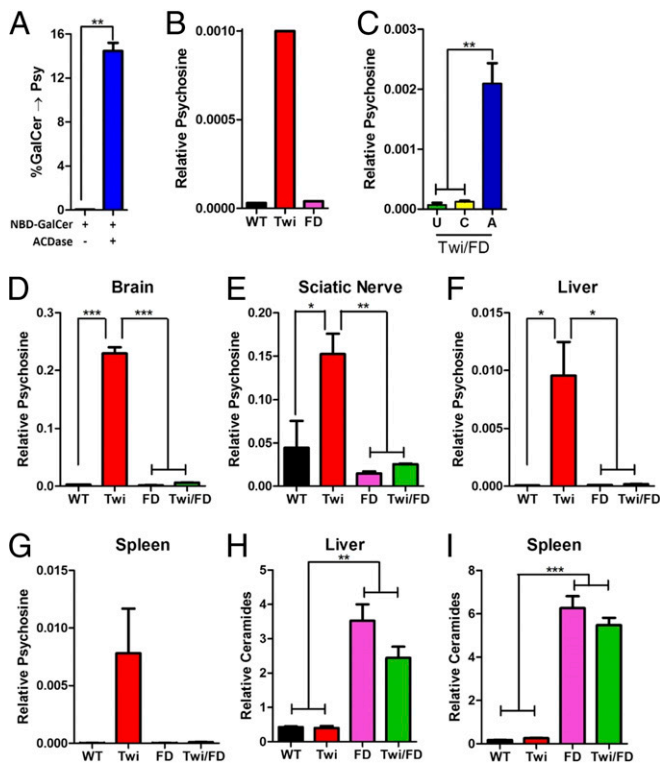 A
**
%GalCer → Psy
16
12
8
4
0
NBD-GalCer + +
ACDase - +
B
Relative Psychosine
0.0010
0.0005
0.0000
WT Twi FD
C
**
Relative Psychosine
0.003
0.002
0.001
0.000
U C A
Twi/FD
D Brain
*** ***
Relative Psychosine
0.3
0.2
0.1
0.0
WT Twi FD Twi/FD
E Sciatic Nerve
* **
Relative Psychosine
0.20
0.15
0.10
0.05
0.00
WT Twi FD Twi/FD
F Liver
* *
Relative Psychosine
0.015
0.010
0.005
0.000
WT Twi FD Twi/FD
G Spleen
Relative Psychosine
0.015
0.010
0.005
0.000
WT Twi FD Twi/FD
H Liver
**
Relative Ceramides
5
4
3
2
1
0
WT Twi FD Twi/FD
I Spleen
***
Relative Ceramides
8
6
4
2
0
WT Twi FD Twi/FD